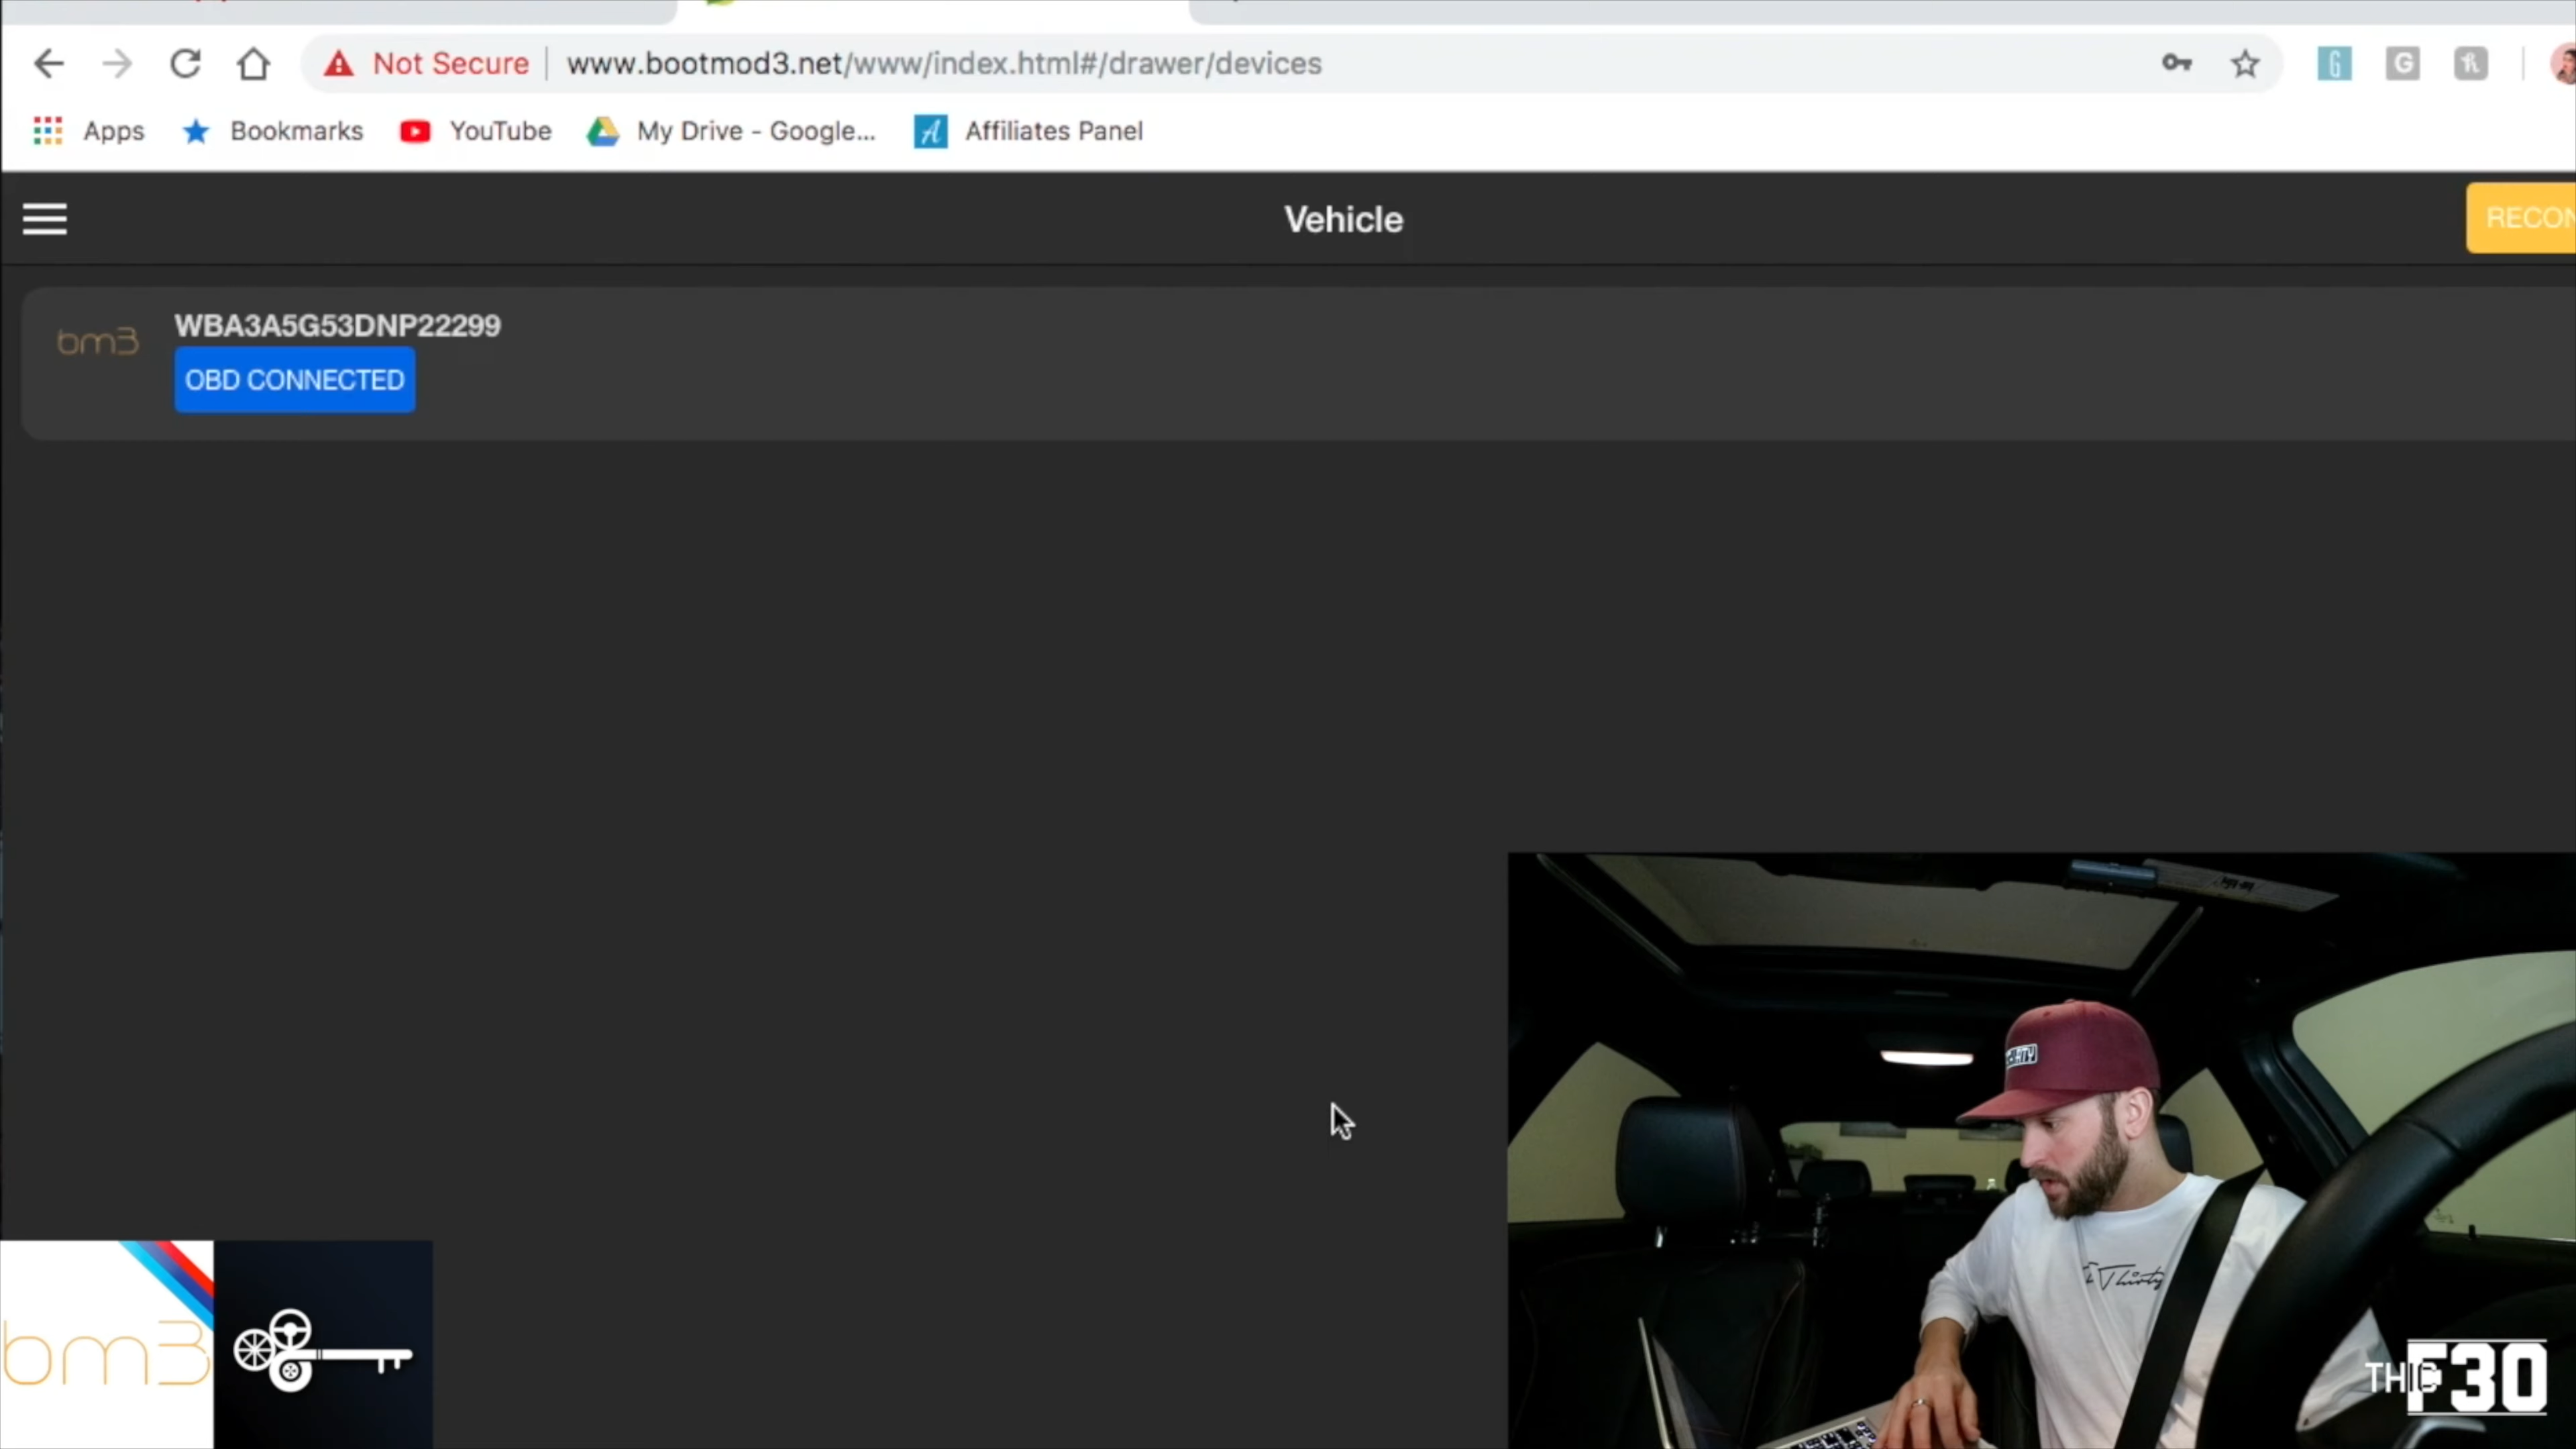 Not Secure www.bootmod3.net/www/index.html#/drawer/devices
Apps Bookmarks YouTube My Drive - Google... Affiliates Panel
Vehicle
RECON
WBA3A5G53DNP22299
bm3
OBD CONNECTED
bm3
F30